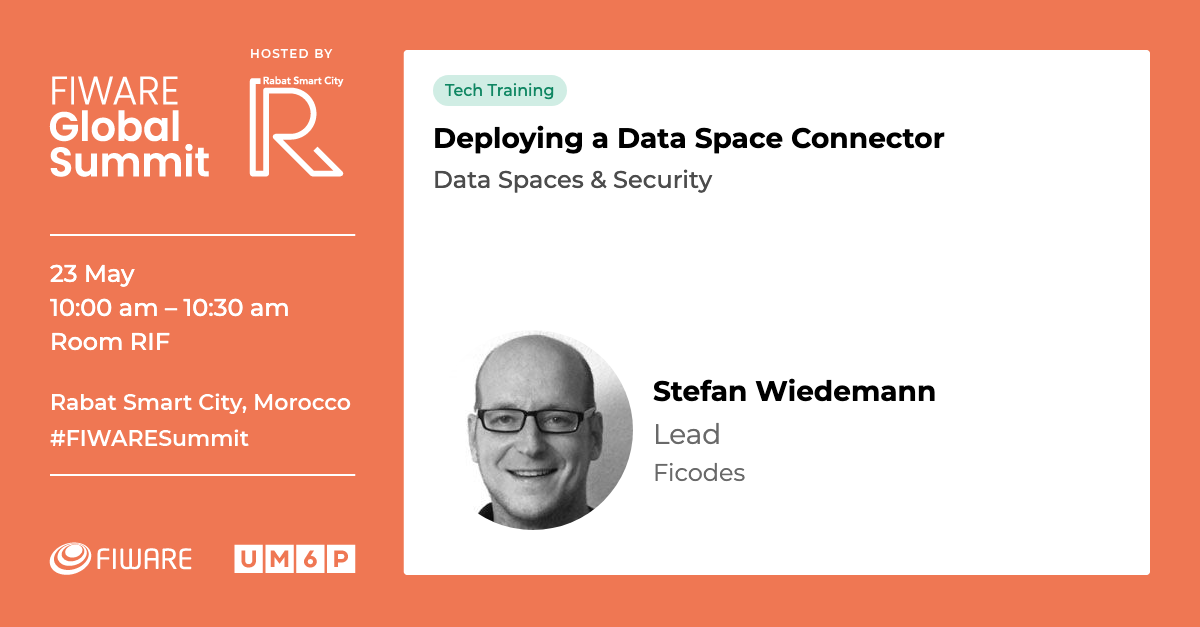 HOSTED BY
FIWARE
Global
Summit
Rabat Smart City
R
23 May
10:00 am – 10:30 am
Room RIF
Rabat Smart City, Morocco
#FIWARESummit
FIWARE
UM6P
Tech Training
Deploying a Data Space Connector
Data Spaces & Security
Stefan Wiedemann
Lead
Ficodes